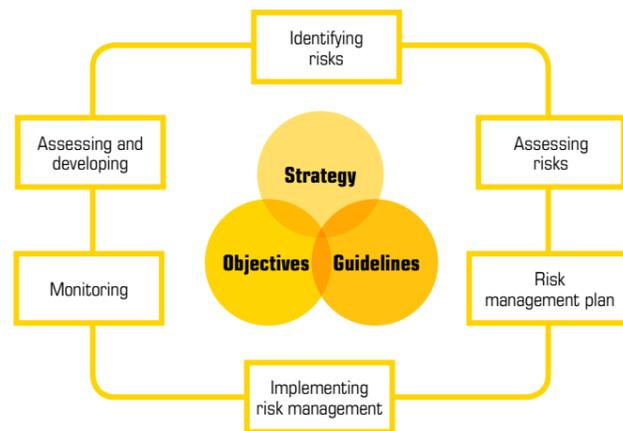 Identifying
risks
Assessing and
developing
Assessing
risks
Strategy
Objectives
Guidelines
Monitoring
Risk
management plan
Implementing
risk management